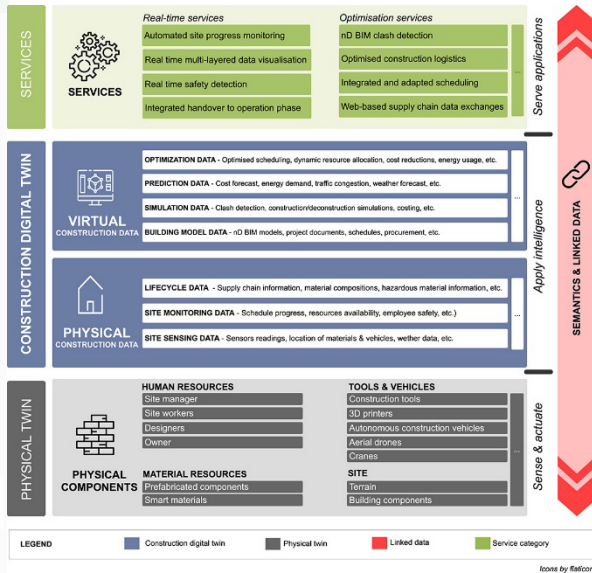 SERVICES
SERVICES
Real-time services
Automated site progress monitoring
Real time multi-layered data visualisation
Real time safety detection
Integrated handover to operation phase
Optimisation services
nD BIM clash detection
Optimised construction logistics
Integrated and adapted scheduling
Web-based supply chain data exchanges
...
Serve applications
CONSTRUCTION DIGITAL TWIN
VIRTUAL
CONSTRUCTION DATA
OPTIMIZATION DATA - Optimised scheduling, dynamic resource allocation, cost reductions, energy usage, etc.
PREDICTION DATA - Cost forecast, energy demand, traffic congestion, weather forecast, etc.
SIMULATION DATA - Clash detection, construction/deconstruction simulations, costing, etc.
BUILDING MODEL DATA - nD BIM models, project documents, schedules, procurement, etc.
...
Apply intelligence
PHYSICAL
CONSTRUCTION DATA
LIFECYCLE DATA - Supply chain information, material compositions, hazardous material information, etc.
SITE MONITORING DATA - Schedule progress, resources availability, employee safety, etc.)
SITE SENSING DATA - Sensors readings, location of materials & vehicles, wether data, etc.
...
PHYSICAL TWIN
PHYSICAL
COMPONENTS
HUMAN RESOURCES
Site manager
Site workers
Designers
Owner
MATERIAL RESOURCES
Prefabricated components
Smart materials
TOOLS & VEHICLES
Construction tools
3D printers
Autonomous construction vehicles
Aerial drones
Cranes
SITE
Terrain
Building components
...
Sense & actuate
SEMANTICS & LINKED DATA
LEGEND
Construction digital twin
Physical twin
Linked data
Service category
Icons by flaticon